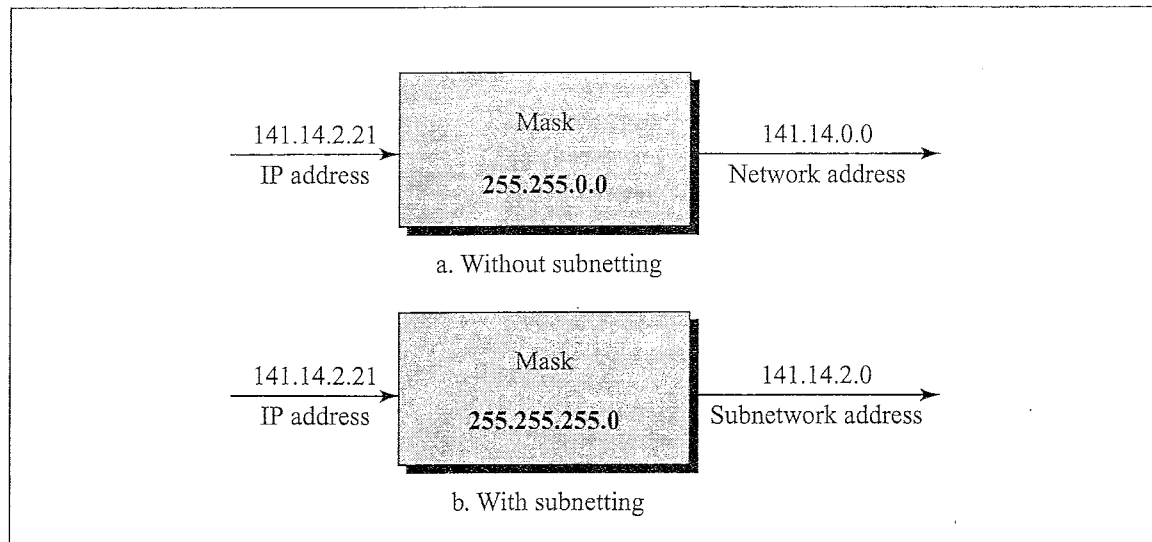 141.14.2.21
IP address
Mask
255.255.0.0
141.14.0.0
Network address
a. Without subnetting
141.14.2.21
IP address
Mask
255.255.255.0
141.14.2.0
Subnetwork address
b. With subnetting